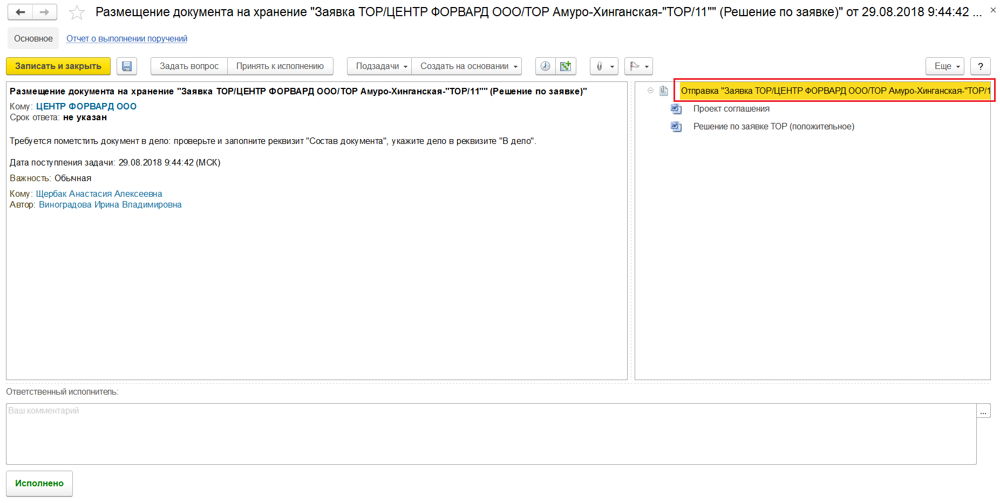 Размещение документа на хранение "Заявка ТОР/ЦЕНТР ФОРВАРД ООО/ТОР Амуро-Хинганская-"ТОР/11"" (Решение по заявке)" от 29.08.2018 9:44:42 ...
Основное
Отчет о выполнении поручений
Записать и закрыть
Задать вопрос
Принять к исполнению
Подзадачи
Создать на основании
Еще
?
Размещение документа на хранение "Заявка ТОР/ЦЕНТР ФОРВАРД ООО/ТОР Амуро-Хинганская-"ТОР/11"" (Решение по заявке)"
Кому: ЦЕНТР ФОРВАРД ООО
Срок ответа: не указан
Требуется пометстить документ в дело: проверьте и заполните реквизит "Состав документа", укажите дело в реквизите "В дело".
Дата поступления задачи: 29.08.2018 9:44:42 (МСК)
Важность: Обычная
Кому: Щербак Анастасия Алексеевна
Автор: Виноградова Ирина Владимировна
Отправка "Заявка ТОР/ЦЕНТР ФОРВАРД ООО/ТОР Амуро-Хинганская-"ТОР/1
Проект соглашения
Решение по заявке ТОР (положительное)
Ответственный исполнитель:
Ваш комментарий
...
Исполнено